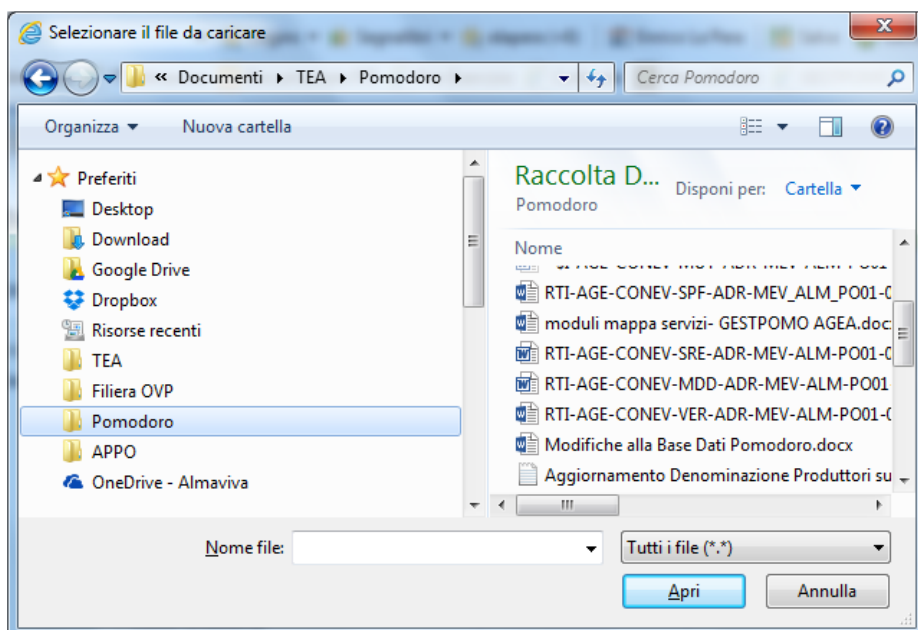 Selezionare il file da caricare
« Documenti ▸ TEA ▸ Pomodoro ▸
Cerca Pomodoro
Organizza
Nuova cartella
Preferiti
Desktop
Download
Google Drive
Dropbox
Risorse recenti
TEA
Filiera OVP
Pomodoro
APPO
OneDrive - Almaviva
Raccolta D...
Pomodoro
Disponi per: Cartella
Nome
RTI-AGE-CONEV-SPF-ADR-MEV_ALM_PO01-0
moduli mappa servizi- GESTPOMO AGEA.doc
RTI-AGE-CONEV-SRE-ADR-MEV-ALM-PO01-0
RTI-AGE-CONEV-MDD-ADR-MEV-ALM-PO01
RTI-AGE-CONEV-VER-ADR-MEV-ALM-PO01-0
Modifiche alla Base Dati Pomodoro.docx
Aggiornamento Denominazione Produttori su
Nome file:
Tutti i file (*.*)
Apri
Annulla